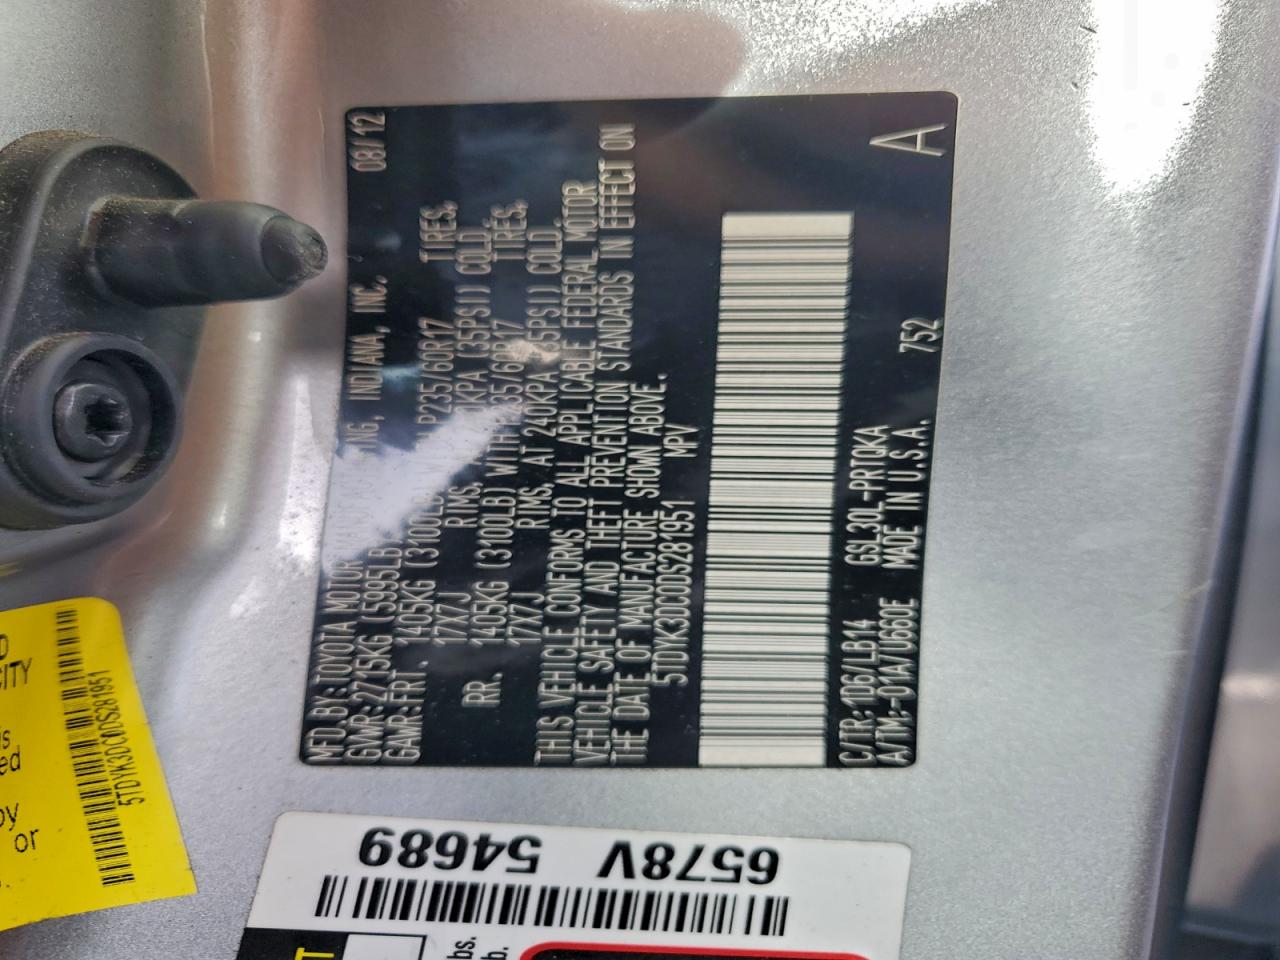 MFD. BY: TOYOTA MOTOR INDIANA, INC. 08/12
GVWR: 2715KG (5995LB)
GAWR: FRT. 1405KG (3100LB) P235/60R17 TIRES,
17X7J RIMS, KPA (35PSI) COLD.
RR. 1405KG (3100LB) WITH TIRES,
17X7J RIMS, AT 240KPA COLD.
THIS VEHICLE CONFORMS TO ALL APPLICABLE FEDERAL MOTOR
VEHICLE SAFETY AND THEFT PREVENTION STANDARDS IN EFFECT ON
THE DATE OF MANUFACTURE SHOWN ABOVE.
5TDYK3DC0DS281951 MPV
C/TR: 1D6/LB14 GSL30L-PRTQKA
A/TM:-01A/U660E MADE IN U.S.A. 752 A
5TDYK3DC0DS281951
or
6578V 54689